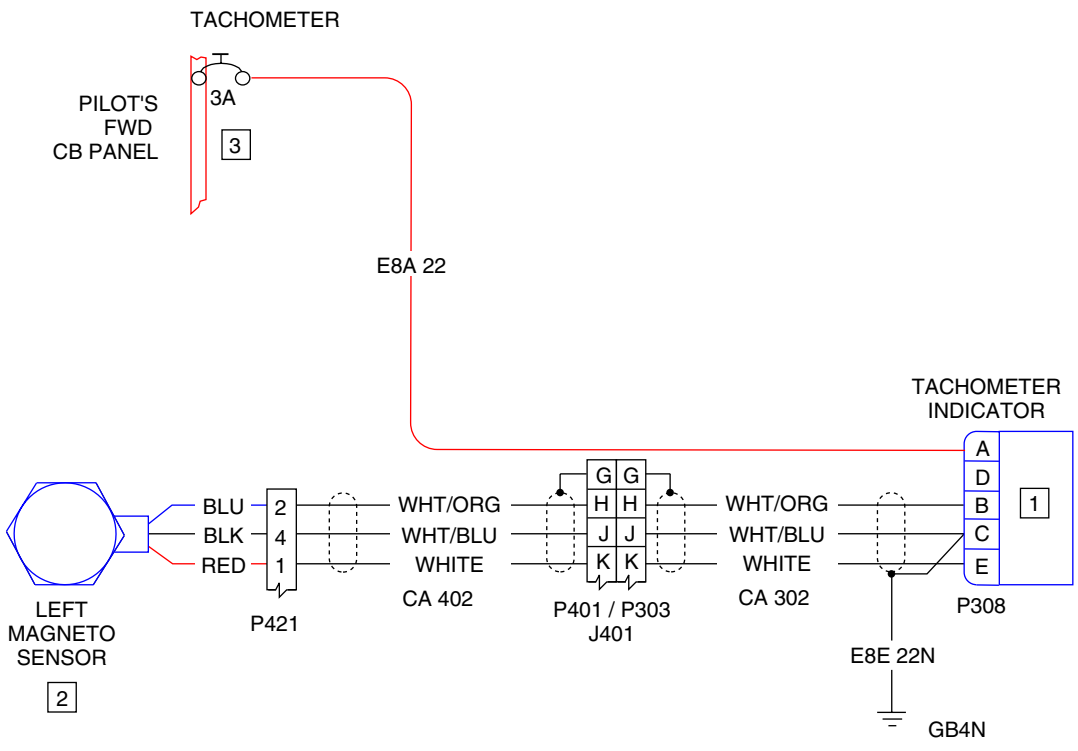 TACHOMETER
PILOT'S
FWD
CB PANEL
3A
3
E8A 22
TACHOMETER
INDICATOR
A
D
B
C
E
1
P308
BLU
BLK
RED
2
4
1
P421
WHT/ORG
WHT/BLU
WHITE
CA 402
G G
H H
J J
K K
P401 / P303
J401
WHT/ORG
WHT/BLU
WHITE
CA 302
LEFT
MAGNETO
SENSOR
2
E8E 22N
GB4N